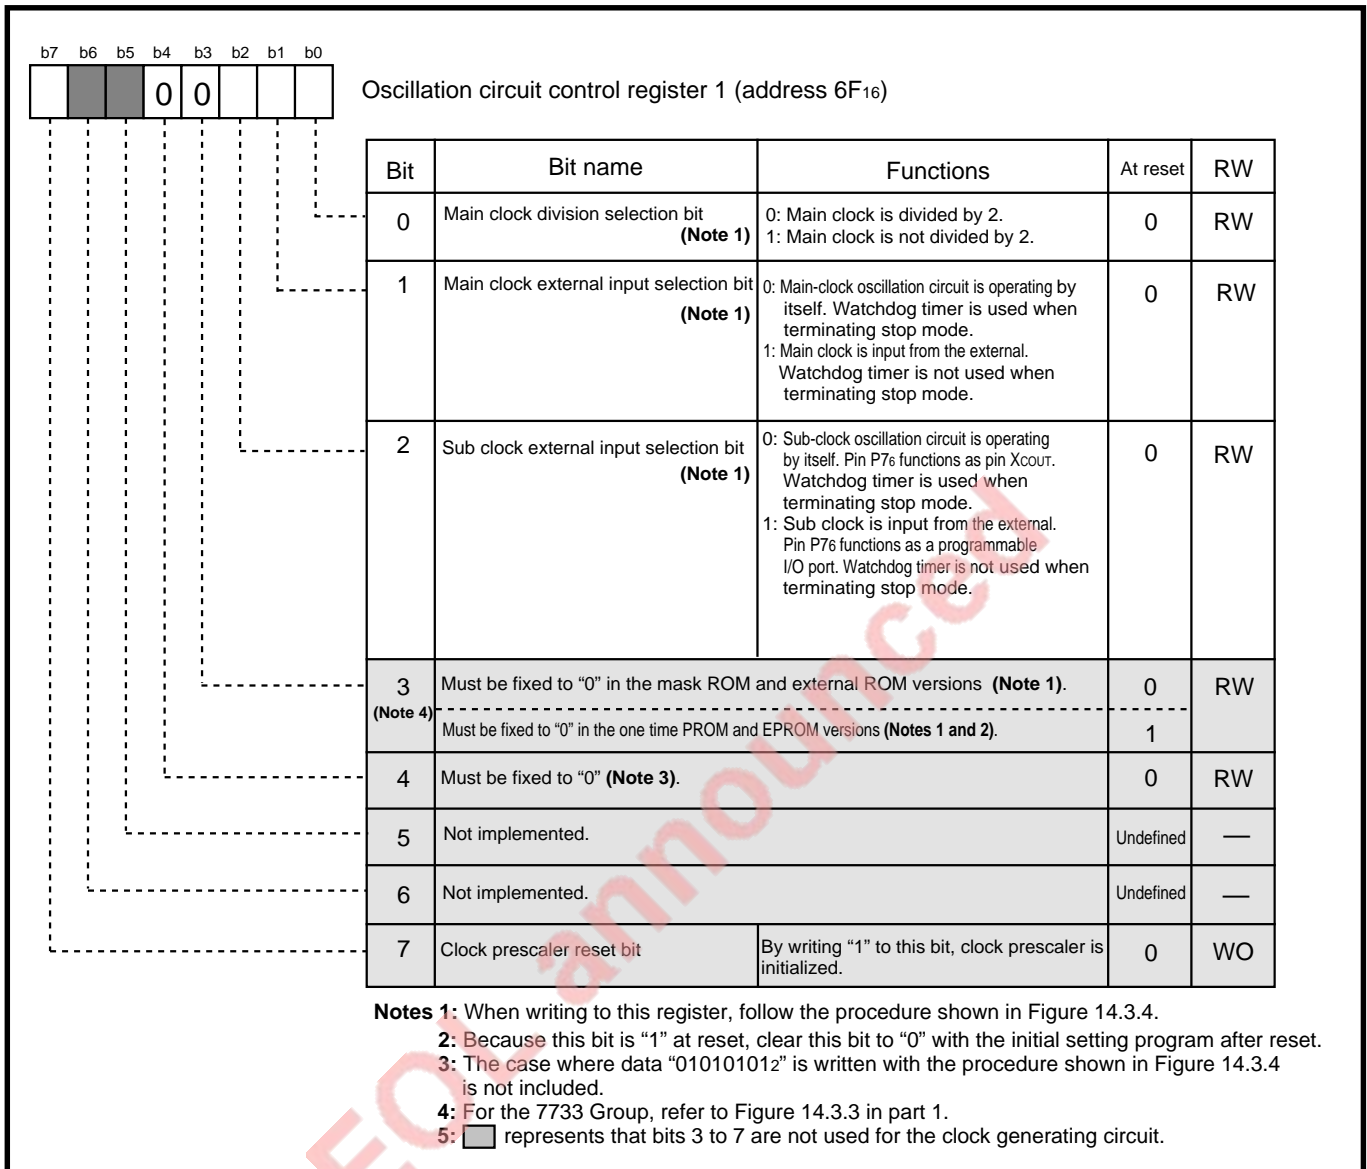 b7 b6 b5 b4 b3 b2 b1 b0
0 0
Oscillation circuit control register 1 (address 6F16)
Bit Bit name Functions At reset RW
0 Main clock division selection bit (Note 1) 0: Main clock is divided by 2. 0 RW
1: Main clock is not divided by 2.
1 Main clock external input selection bit (Note 1) 0: Main-clock oscillation circuit is operating by 0 RW
itself. Watchdog timer is used when
terminating stop mode.
1: Main clock is input from the external.
Watchdog timer is not used when
terminating stop mode.
2 Sub clock external input selection bit (Note 1) 0: Sub-clock oscillation circuit is operating 0 RW
by itself. Pin P76 functions as pin XCOUT.
Watchdog timer is used when
terminating stop mode.
1: Sub clock is input from the external.
Pin P76 functions as a programmable
I/O port. Watchdog timer is not used when
terminating stop mode.
3 (Note 4) Must be fixed to “0” in the mask ROM and external ROM versions (Note 1). 0 RW
Must be fixed to “0” in the one time PROM and EPROM versions (Notes 1 and 2). 1
4 Must be fixed to “0” (Note 3). 0 RW
5 Not implemented. Undefined —
6 Not implemented. Undefined —
7 Clock prescaler reset bit By writing “1” to this bit, clock prescaler is 0 WO
initialized.
Notes 1: When writing to this register, follow the procedure shown in Figure 14.3.4.
2: Because this bit is “1” at reset, clear this bit to “0” with the initial setting program after reset.
3: The case where data “010101012” is written with the procedure shown in Figure 14.3.4
is not included.
4: For the 7733 Group, refer to Figure 14.3.3 in part 1.
5: represents that bits 3 to 7 are not used for the clock generating circuit.
EOL announced